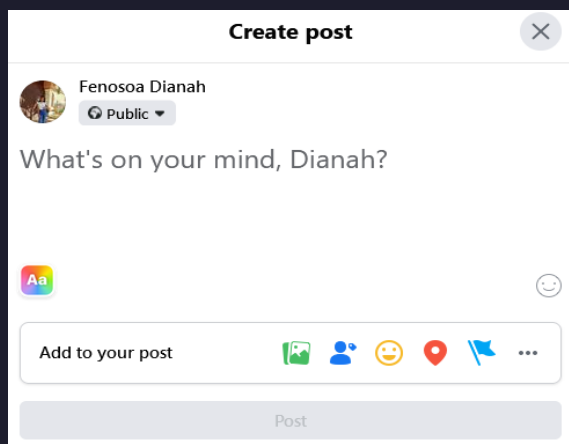 Create post
Fenosoa Dianah
Public
What's on your mind, Dianah?
Aa
Add to your post
Post